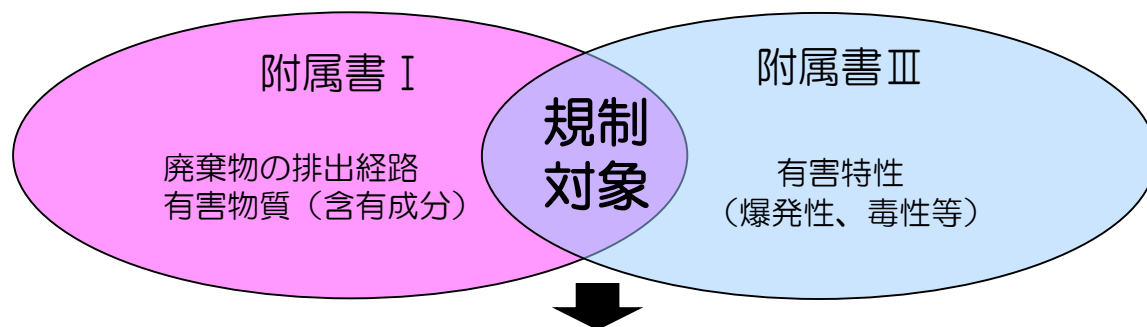 附属書Ⅰ
廃棄物の排出経路
有害物質（含有成分）
規制
対象
附属書Ⅲ
有害特性
（爆発性、毒性等）